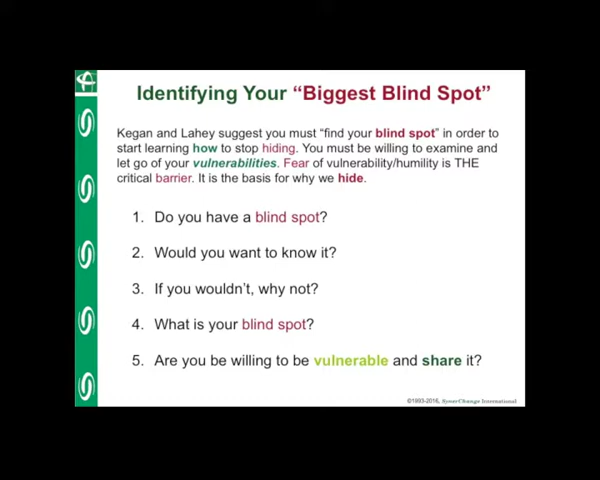 Identifying Your “Biggest Blind Spot”
Kegan and Lahey suggest you must “find your blind spot” in order to
start learning how to stop hiding. You must be willing to examine and
let go of your vulnerabilities. Fear of vulnerability/humility is THE
critical barrier. It is the basis for why we hide.
1. Do you have a blind spot?
2. Would you want to know it?
3. If you wouldn’t, why not?
4. What is your blind spot?
5. Are you be willing to be vulnerable and share it?
©1993-2016, SynerChange International